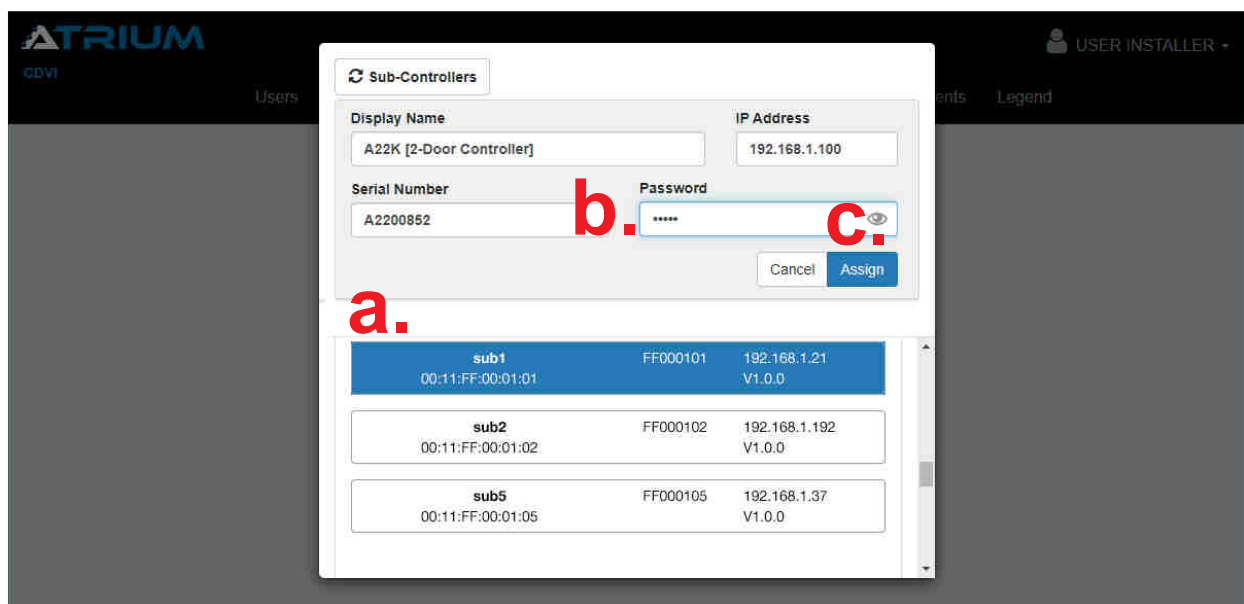 ATRIUM
CDVI
USER INSTALLER
Users
ents
Legend
Sub-Controllers
Display Name
IP Address
A22K [2-Door Controller]
192.168.1.100
Serial Number
Password
A2200852
b.
•••••
c.
Cancel
Assign
a.
sub1 FF000101 192.168.1.21
00:11:FF:00:01:01 V1.0.0
sub2 FF000102 192.168.1.192
00:11:FF:00:01:02 V1.0.0
sub5 FF000105 192.168.1.37
00:11:FF:00:01:05 V1.0.0